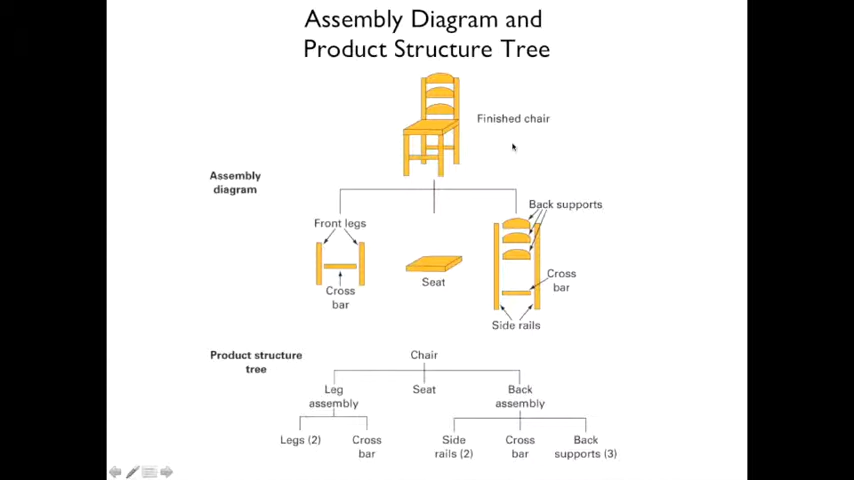 Assembly Diagram and
Product Structure Tree
Finished chair
Assembly
diagram
Back supports
Front legs
Cross
bar
Seat
Cross
bar
Side rails
Product structure
tree
Chair
Leg
assembly
Seat
Back
assembly
Legs (2)
Cross
bar
Side
rails (2)
Cross
bar
Back
supports (3)